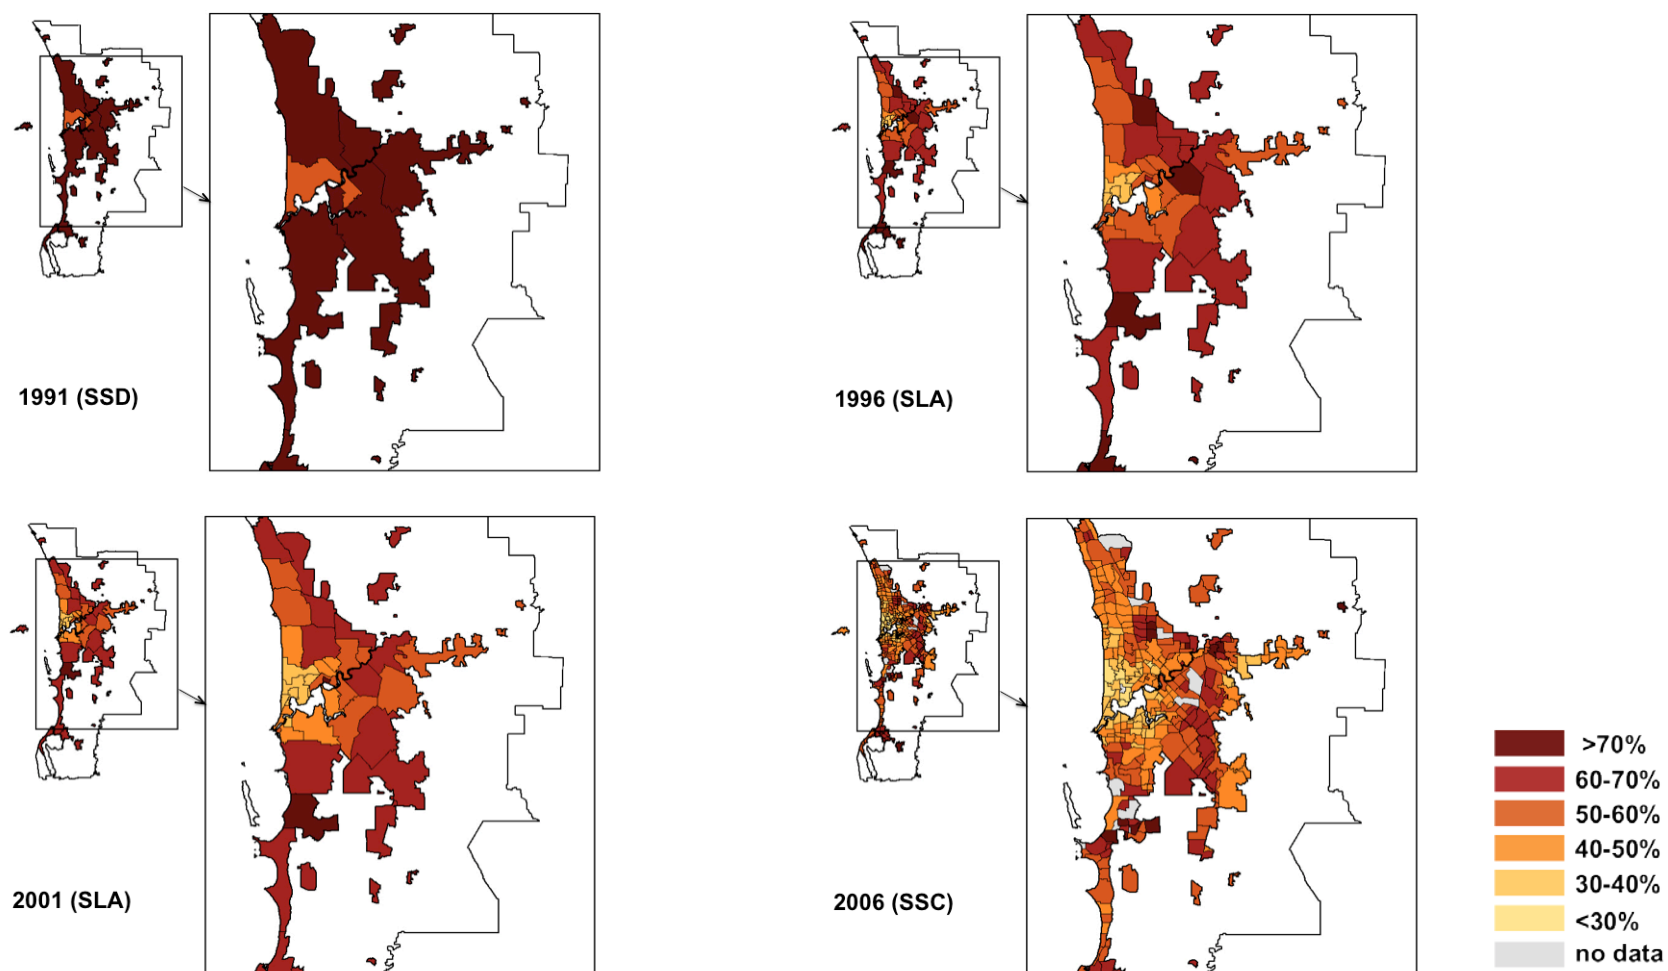 1991 (SSD)
1996 (SLA)
2001 (SLA)
2006 (SSC)
>70%
60-70%
50-60%
40-50%
30-40%
<30%
no data